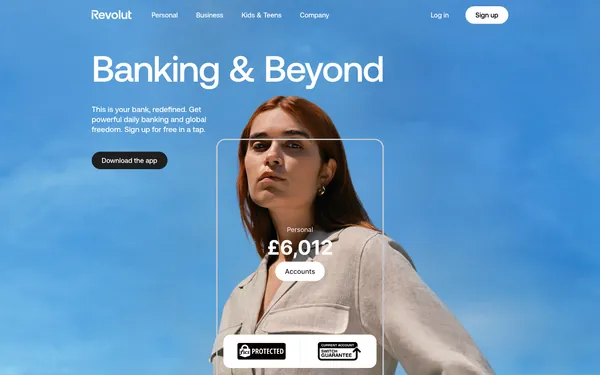 Revolut
Personal Business Kids & Teens Company Log in Sign up
Banking & Beyond
This is your bank, redefined. Get
powerful daily banking and global
freedom. Sign up for free in a tap.
Download the app
Personal
£6,012
Accounts
PROTECTED
CURRENT ACCOUNT
SWITCH
GUARANTEE